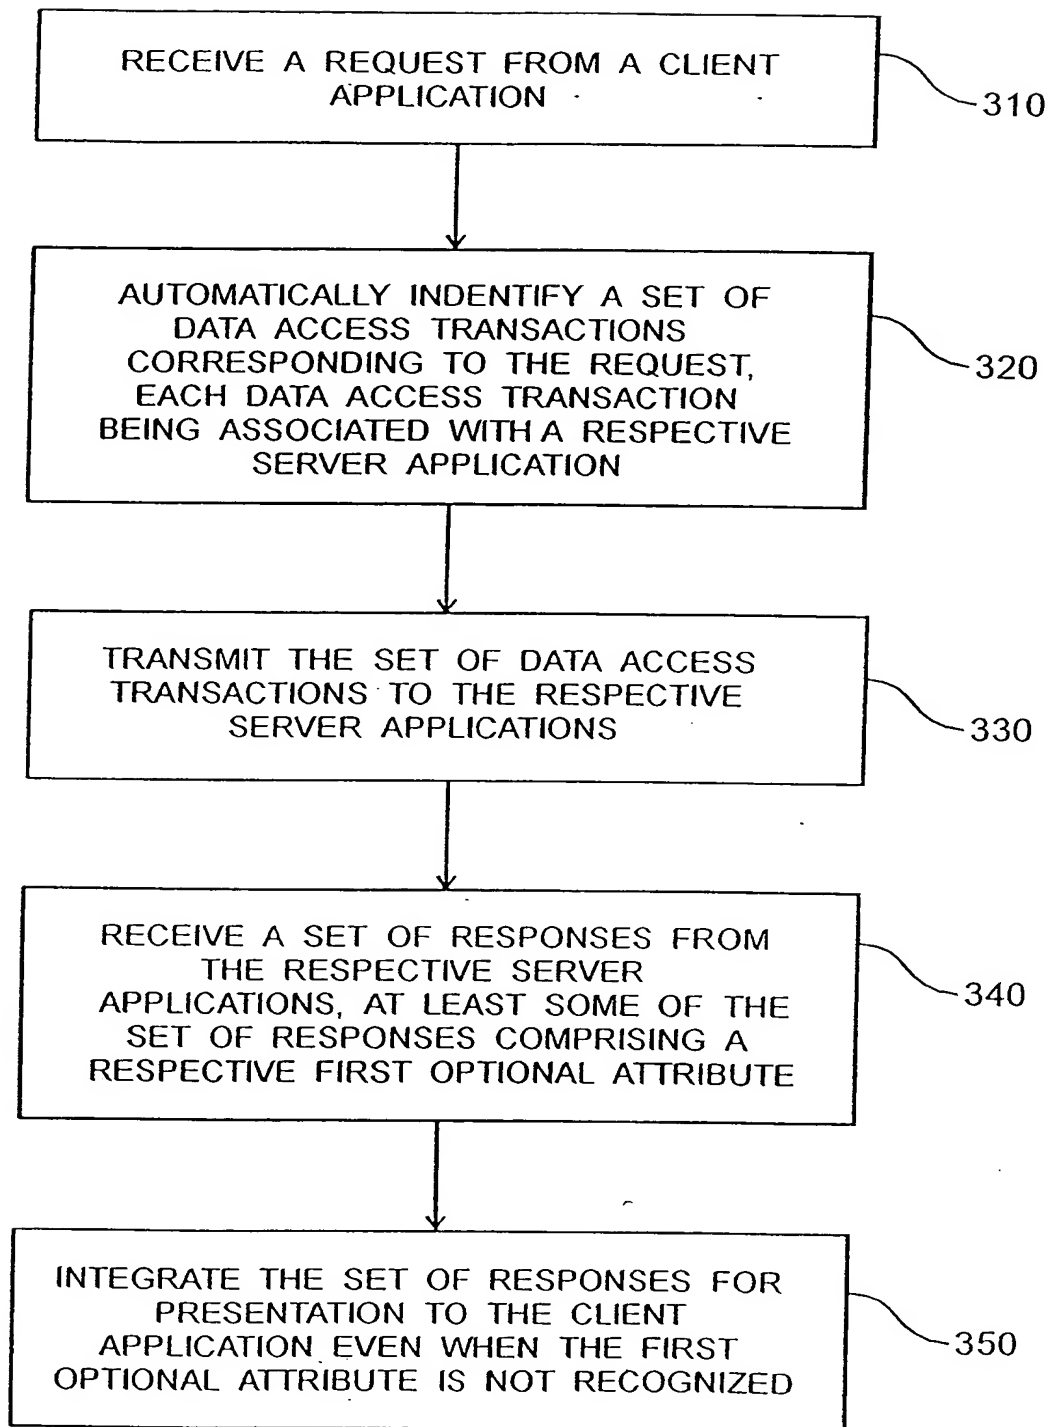 RECEIVE A REQUEST FROM A CLIENT
APPLICATION
310
AUTOMATICALLY INDENTIFY A SET OF
DATA ACCESS TRANSACTIONS
CORRESPONDING TO THE REQUEST,
EACH DATA ACCESS TRANSACTION
BEING ASSOCIATED WITH A RESPECTIVE
SERVER APPLICATION
320
TRANSMIT THE SET OF DATA ACCESS
TRANSACTIONS TO THE RESPECTIVE
SERVER APPLICATIONS
330
RECEIVE A SET OF RESPONSES FROM
THE RESPECTIVE SERVER
APPLICATIONS, AT LEAST SOME OF THE
SET OF RESPONSES COMPRISING A
RESPECTIVE FIRST OPTIONAL ATTRIBUTE
340
INTEGRATE THE SET OF RESPONSES FOR
PRESENTATION TO THE CLIENT
APPLICATION EVEN WHEN THE FIRST
OPTIONAL ATTRIBUTE IS NOT RECOGNIZED
350